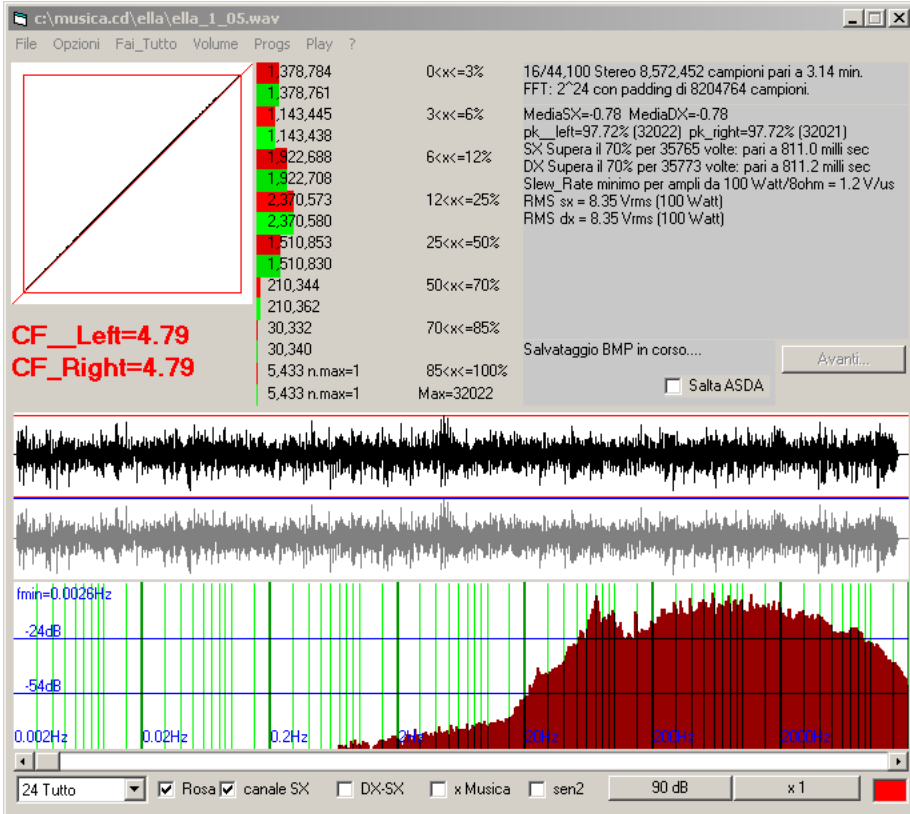 c:\musica.cd\ella\ella_1_05.wav
File Opzioni Fai_Tutto Volume Progs Play ?
1,378,784 0<x<=3%
1,378,761
1,143,445 3<x<=6%
1,143,438
1,922,688 6<x<=12%
1,922,708
2,370,573 12<x<=25%
2,370,580
1,510,853 25<x<=50%
1,510,830
210,344 50<x<=70%
210,362
30,332 70<x<=85%
30,340
5,433 n.max=1 85<x<=100%
5,433 n.max=1 Max=32022
16/44,100 Stereo 8,572,452 campioni pari a 3.14 min.
FFT: 2^24 con padding di 8204764 campioni.
MediaSX=-0.78 MediaDX=-0.78
pk__left=97.72% (32022) pk_right=97.72% (32021)
SX Supera il 70% per 35765 volte: pari a 811.0 milli sec
DX Supera il 70% per 35773 volte: pari a 811.2 milli sec
Slew_Rate minimo per ampli da 100 Watt/8ohm = 1.2 V/us
RMS sx = 8.35 Vrms (100 Watt)
RMS dx = 8.35 Vrms (100 Watt)
CF__Left=4.79
CF_Right=4.79
Salvataggio BMP in corso....
Avanti...
Salta ASDA
fmin=0.0026Hz
-24dB
-54dB
0.002Hz 0.02Hz 0.2Hz 2Hz 20Hz 200Hz 2000Hz
24 Tutto Rosa canale SX DX-SX x Musica sen2 90 dB x 1